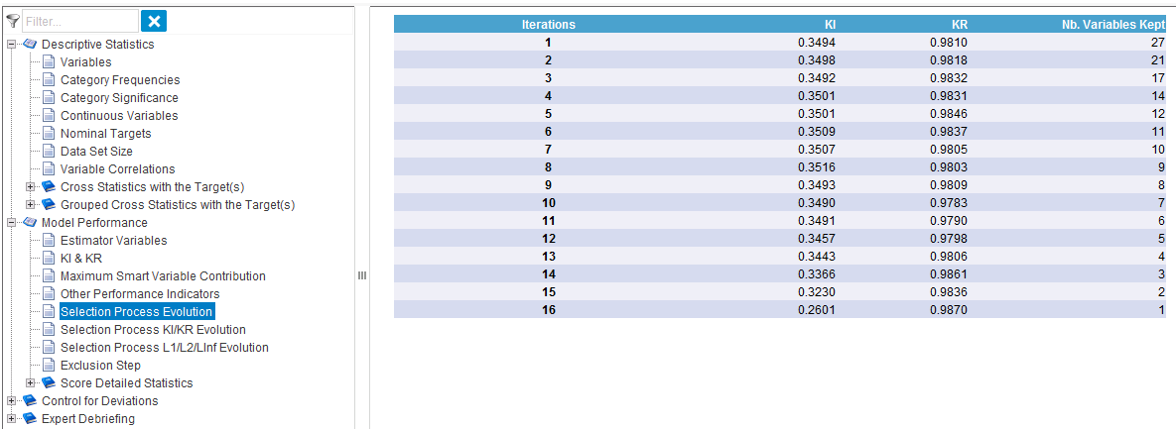 Filter...
Descriptive Statistics
Variables
Category Frequencies
Category Significance
Continuous Variables
Nominal Targets
Data Set Size
Variable Correlations
Cross Statistics with the Target(s)
Grouped Cross Statistics with the Target(s)
Model Performance
Estimator Variables
KI & KR
Maximum Smart Variable Contribution
Other Performance Indicators
Selection Process Evolution
Selection Process KI/KR Evolution
Selection Process L1/L2/LInf Evolution
Exclusion Step
Score Detailed Statistics
Control for Deviations
Expert Debriefing
Iterations KI KR Nb. Variables Kept
1 0.3494 0.9810 27
2 0.3498 0.9818 21
3 0.3492 0.9832 17
4 0.3501 0.9831 14
5 0.3501 0.9846 12
6 0.3509 0.9837 11
7 0.3507 0.9805 10
8 0.3516 0.9803 9
9 0.3493 0.9809 8
10 0.3490 0.9783 7
11 0.3491 0.9790 6
12 0.3457 0.9798 5
13 0.3443 0.9806 4
14 0.3366 0.9861 3
15 0.3230 0.9836 2
16 0.2601 0.9870 1